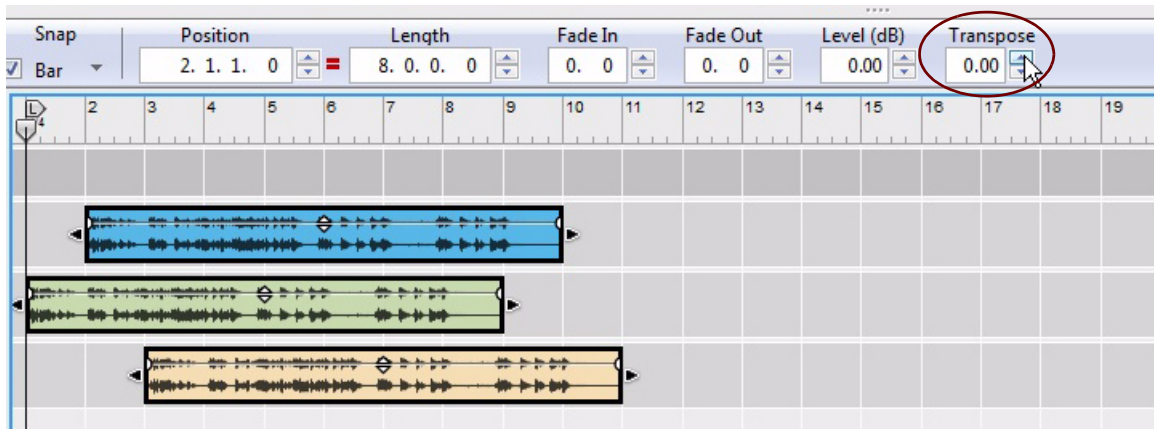 Snap Position Length Fade In Fade Out Level (dB) Transpose
Bar 2. 1. 1. 0 = 8. 0. 0. 0 0. 0 0. 0 0.00 0.00
L 2 3 4 5 6 7 8 9 10 11 12 13 14 15 16 17 18 19
4